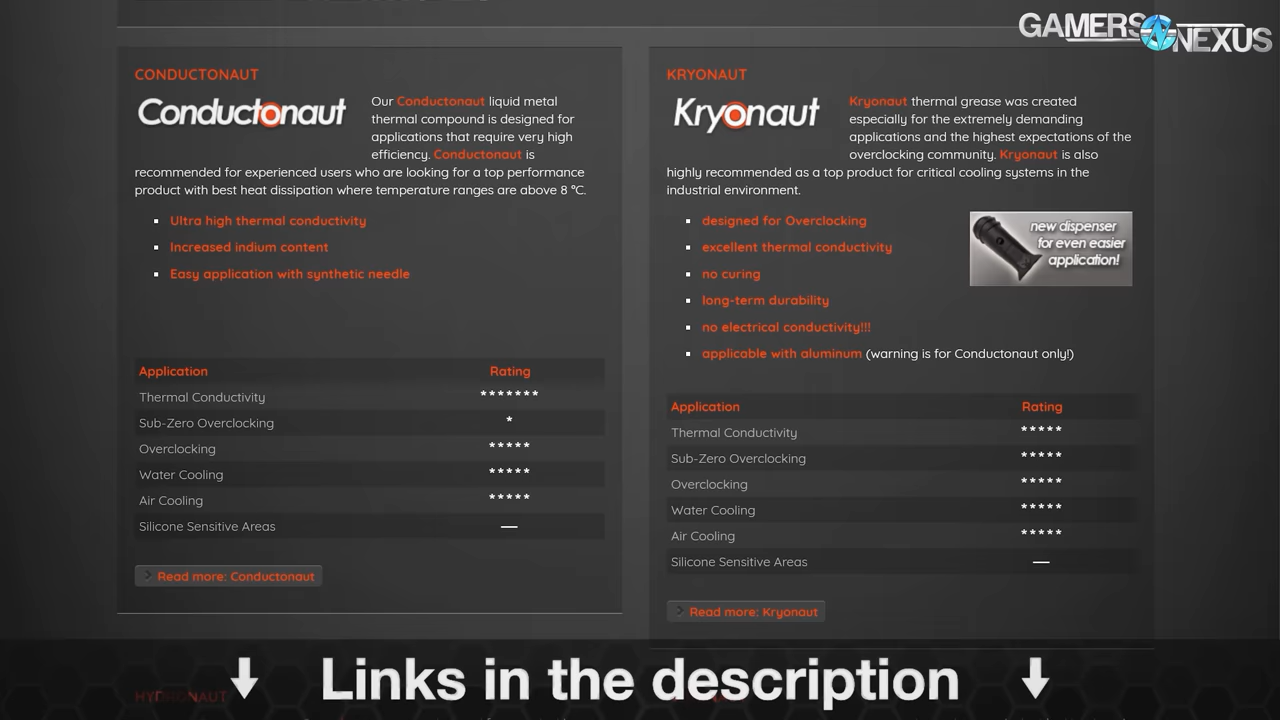 GAMERS NEXUS
CONDUCTONAUT
Conductonaut
Our Conductonaut liquid metal
thermal compound is designed for
applications that require very high
efficiency. Conductonaut is
recommended for experienced users who are looking for a top performance
product with best heat dissipation where temperature ranges are above 8 °C.
Ultra high thermal conductivity
Increased indium content
Easy application with synthetic needle
Application Rating
Thermal Conductivity *******
Sub-Zero Overclocking *
Overclocking *****
Water Cooling *****
Air Cooling *****
Silicone Sensitive Areas —
Read more: Conductonaut
KRYONAUT
Kryonaut
Kryonaut thermal grease was created
especially for the extremely demanding
applications and the highest expectations of the
overclocking community. Kryonaut is also
highly recommended as a top product for critical cooling systems in the
industrial environment.
designed for Overclocking
excellent thermal conductivity
no curing
long-term durability
no electrical conductivity!!!
applicable with aluminum (warning is for Conductonaut only!)
new dispenser
for even easier
application!
Application Rating
Thermal Conductivity *****
Sub-Zero Overclocking *****
Overclocking *****
Water Cooling *****
Air Cooling *****
Silicone Sensitive Areas —
Read more: Kryonaut
HYDRONAUT
Links in the description